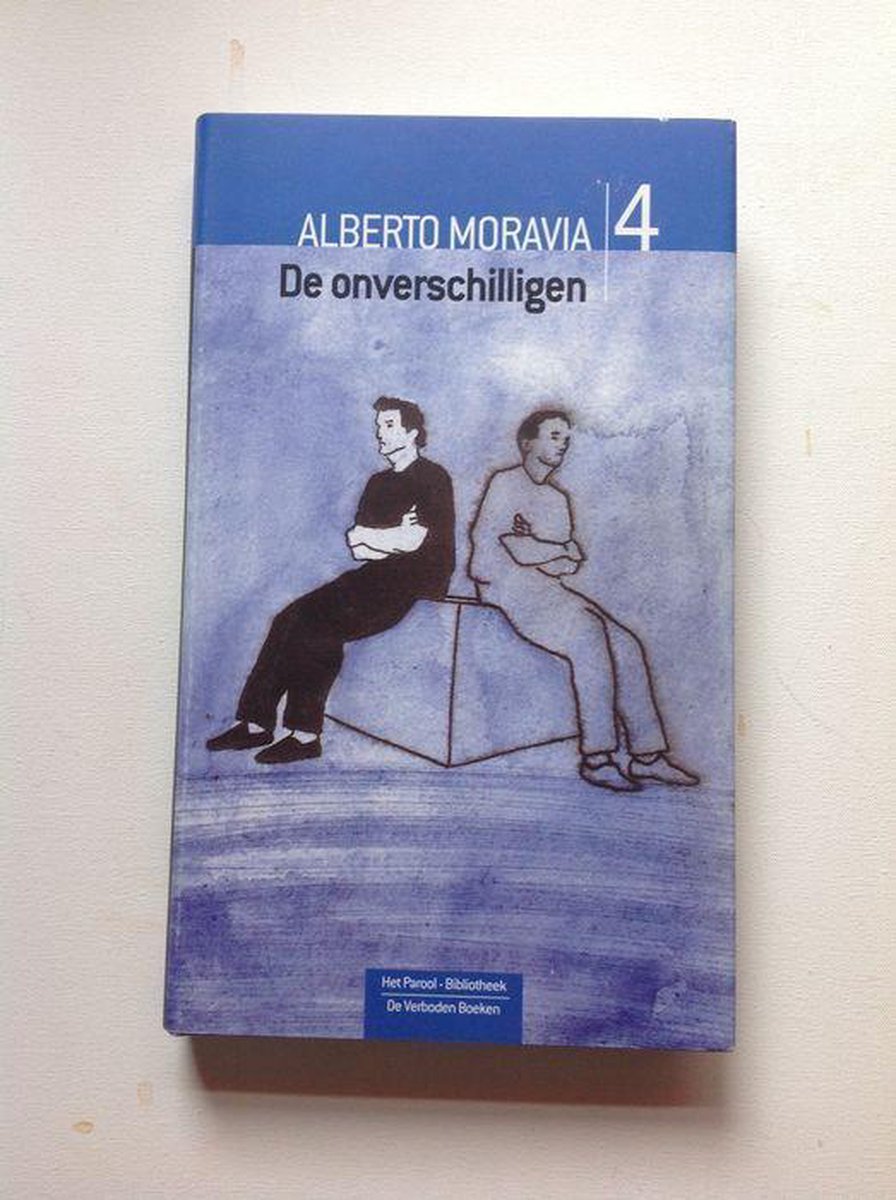 ALBERTO MORAVIA 4
De onverschilligen
Het Parool - Bibliotheek
De Verboden Boeken